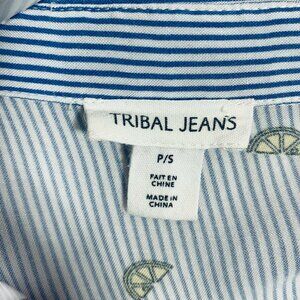 TRIBAL JEANS
P/S
FAIT EN
CHINE
MADE IN
CHINA